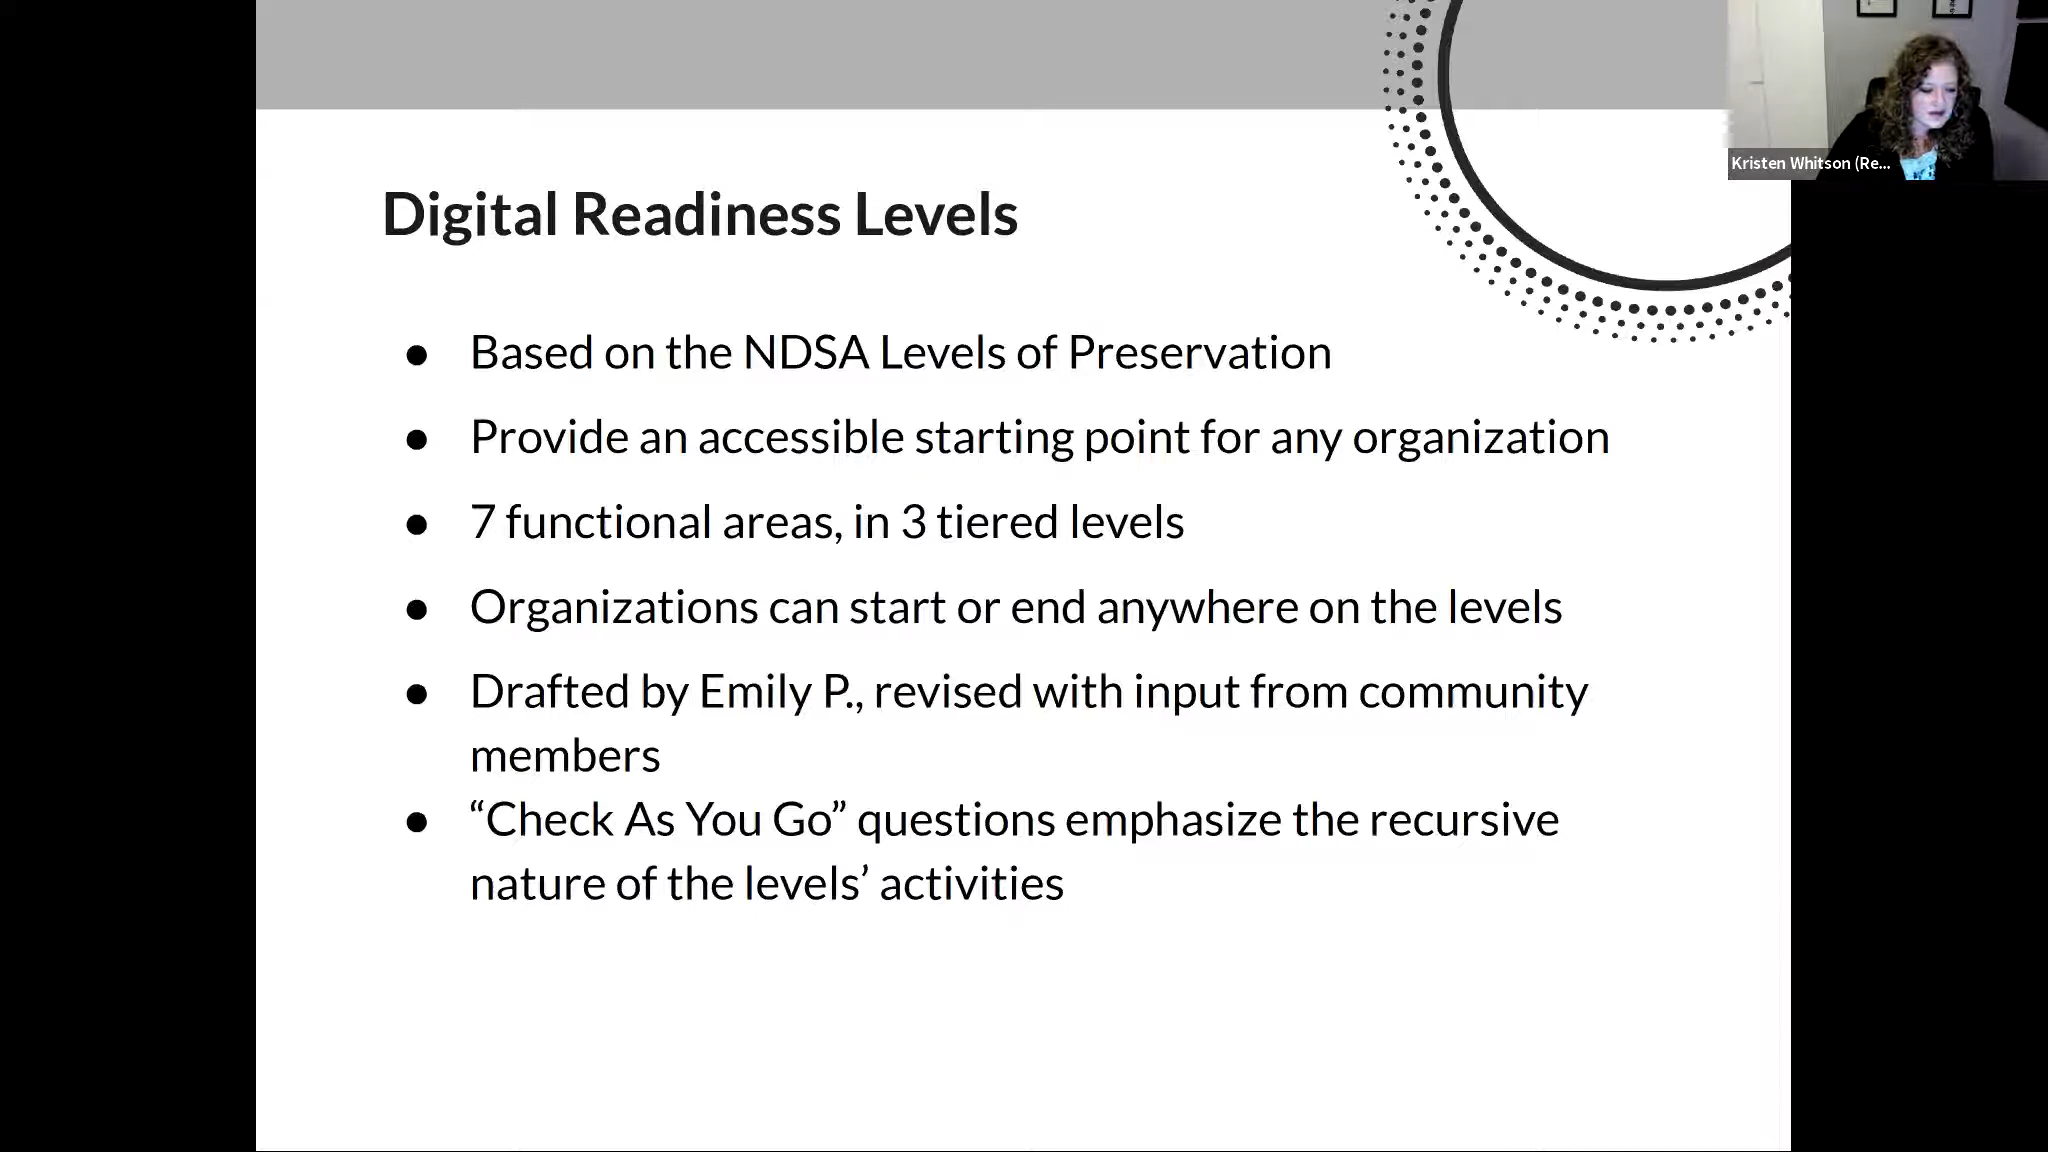 Digital Readiness Levels
● Based on the NDSA Levels of Preservation
● Provide an accessible starting point for any organization
● 7 functional areas, in 3 tiered levels
● Organizations can start or end anywhere on the levels
● Drafted by Emily P., revised with input from community
members
● “Check As You Go” questions emphasize the recursive
nature of the levels’ activities
Kristen Whitson (Re...